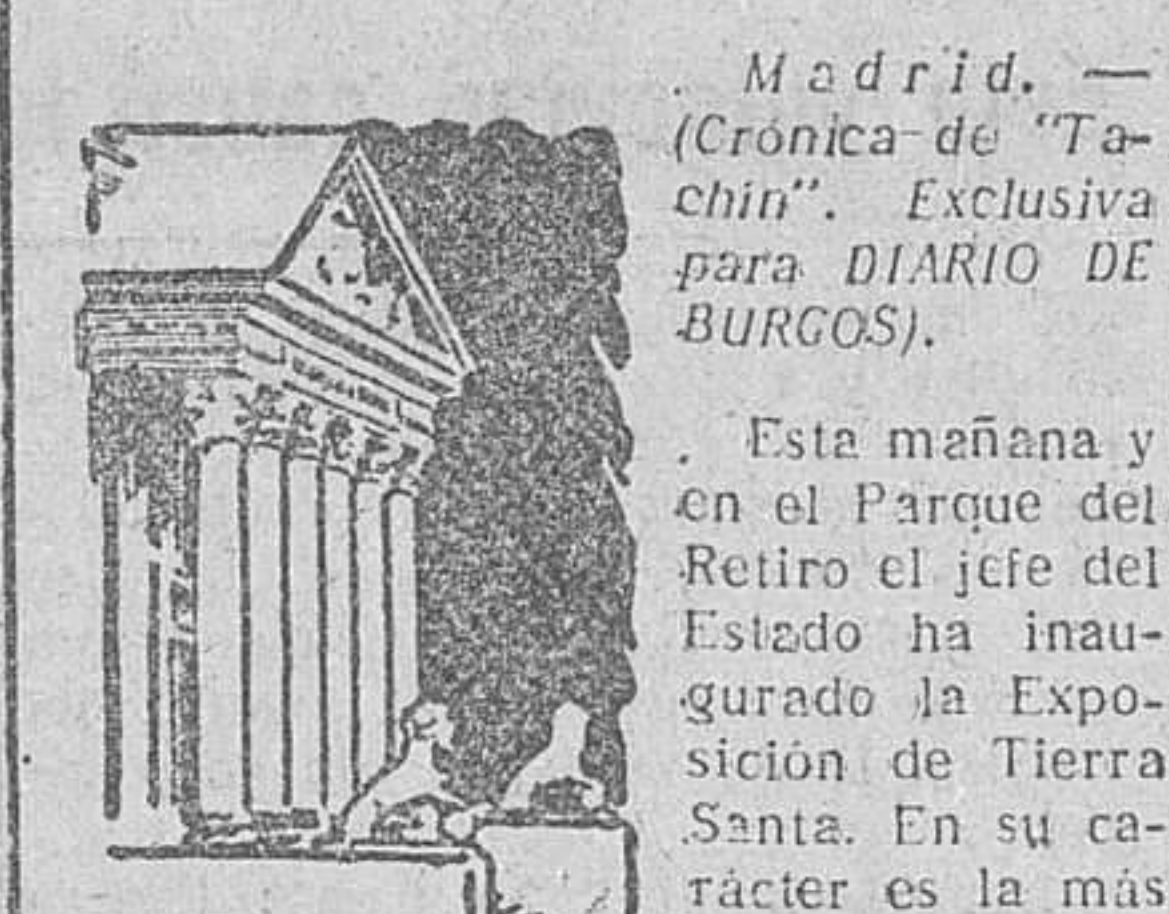 Madrid. —
(Crónica de "Ta-
chín". Exclusiva
para DIARIO DE
BURGOS).
Esta mañana y
en el Parque del
Retiro el jefe del
Estado ha inau-
gurado la Expo-
sición de Tierra
Santa. En su ca-
rácter es la más